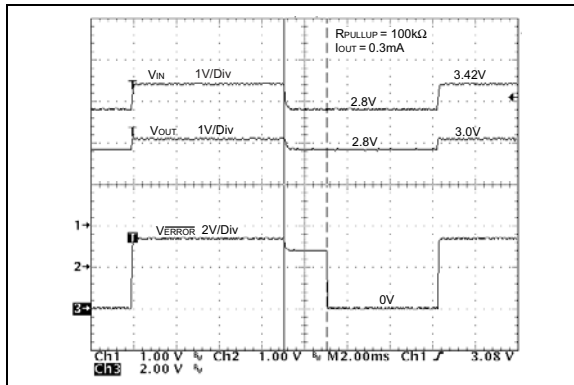 RPULLUP = 100kΩ
IOUT = 0.3mA
VIN 1V/Div
3.42V
2.8V
VOUT 1V/Div
2.8V
3.0V
1
VERROR 2V/Div
T
2
3
0V
Ch1 1.00 V Ch2 1.00 V M2.00ms Ch1 3.08 V
Ch3 2.00 V